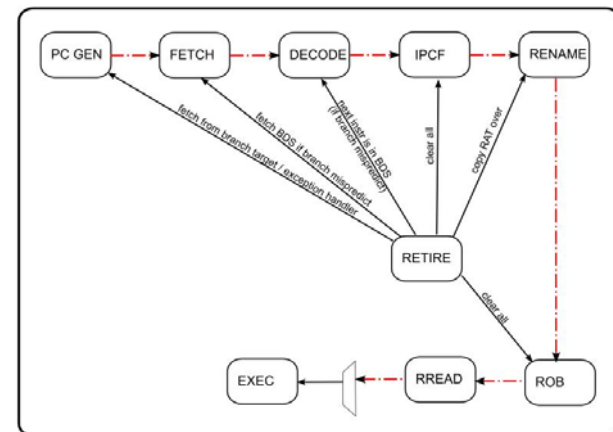 PC GEN
FETCH
DECODE
IPCF
RENAME
fetch from branch target / exception handler
fetch BDS if branch mispredict
next instr is in BDS
(if branch mispredict)
clear all
copy RAT over
RETIRE
clear all
EXEC
RREAD
ROB